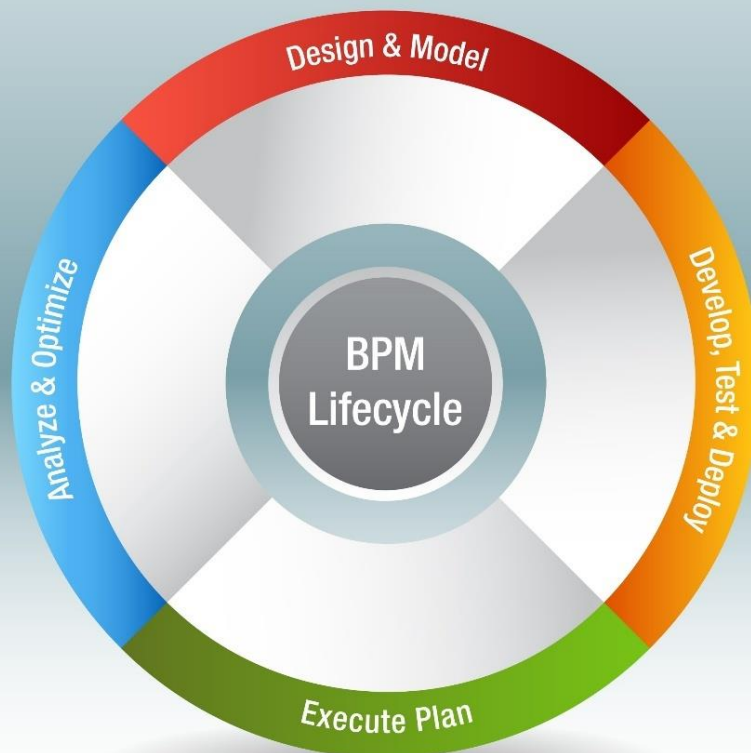 Design & Model
Develop, Test & Deploy
Execute Plan
Analyze & Optimize
BPM
Lifecycle